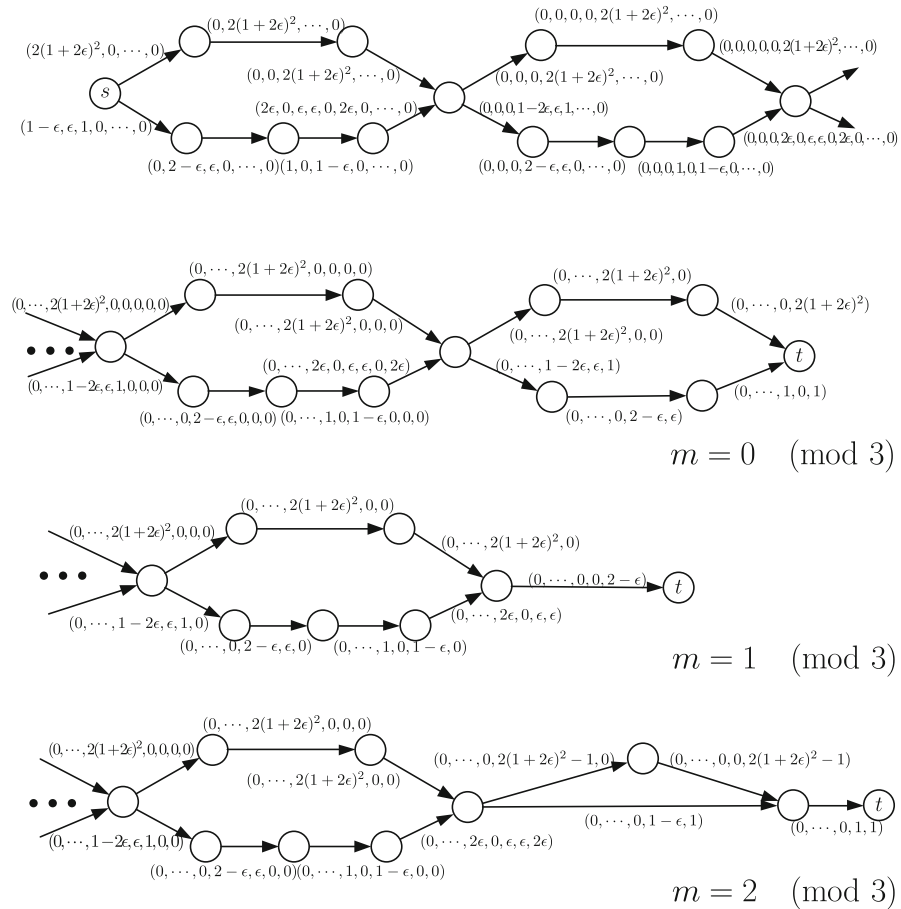 (0,0,0,0,2(1+2ϵ)²,⋯,0)
(0,2(1+2ϵ)²,⋯,0)
(2(1+2ϵ)²,0,⋯,0)
(0,0,0,0,0,2(1+2ϵ)²,⋯,0)
(0,0,2(1+2ϵ)²,⋯,0)
(0,0,0,2(1+2ϵ)²,⋯,0)
s
(2ϵ,0,ϵ,ϵ,0,2ϵ,0,⋯,0)
(0,0,0,1−2ϵ,ϵ,1,⋯,0)
(1−ϵ,ϵ,1,0,⋯,0)
(0,0,0,2ϵ,0,ϵ,ϵ,0,2ϵ,0,⋯,0)
(0,2−ϵ,ϵ,0,⋯,0)
(1,0,1−ϵ,0,⋯,0)
(0,0,0,2−ϵ,ϵ,0,⋯,0)
(0,0,0,1,0,1−ϵ,0,⋯,0)
(0,⋯,2(1+2ϵ)²,0,0,0,0)
(0,⋯,2(1+2ϵ)²,0)
(0,⋯,2(1+2ϵ)²,0,0,0,0,0)
(0,⋯,0,2(1+2ϵ)²)
(0,⋯,2(1+2ϵ)²,0,0,0)
(0,⋯,2(1+2ϵ)²,0,0)
t
(0,⋯,2ϵ,0,ϵ,ϵ,0,2ϵ)
(0,⋯,1−2ϵ,ϵ,1)
(0,⋯,1−2ϵ,ϵ,1,0,0,0)
(0,⋯,1,0,1)
(0,⋯,0,2−ϵ,ϵ,0,0,0)
(0,⋯,1,0,1−ϵ,0,0,0)
(0,⋯,0,2−ϵ,ϵ)
m = 0 (mod 3)
(0,⋯,2(1+2ϵ)²,0,0)
(0,⋯,2(1+2ϵ)²,0,0,0)
(0,⋯,2(1+2ϵ)²,0)
(0,⋯,0,0,2−ϵ)
t
(0,⋯,1−2ϵ,ϵ,1,0)
(0,⋯,2ϵ,0,ϵ,ϵ)
(0,⋯,0,2−ϵ,ϵ,0)
(0,⋯,1,0,1−ϵ,0)
m = 1 (mod 3)
(0,⋯,2(1+2ϵ)²,0,0,0)
(0,⋯,2(1+2ϵ)²,0,0,0,0)
(0,⋯,0,2(1+2ϵ)²−1,0)
(0,⋯,0,0,2(1+2ϵ)²−1)
(0,⋯,2(1+2ϵ)²,0,0)
t
(0,⋯,0,1−ϵ,1)
(0,⋯,0,1,1)
(0,⋯,1−2ϵ,ϵ,1,0,0)
(0,⋯,2ϵ,0,ϵ,ϵ,2ϵ)
(0,⋯,0,2−ϵ,ϵ,0,0)
(0,⋯,1,0,1−ϵ,0,0)
m = 2 (mod 3)